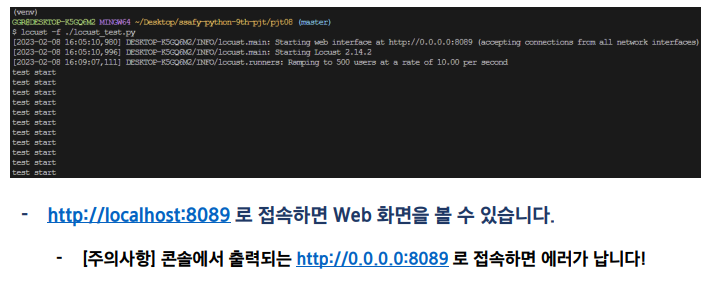 (venv)
GGRE@DESKTOP-K5GQ6M2 MINGW64 ~/Desktop/ssafy-python-9th-pjt/pjt08 (master)
$ locust -f ./locust_test.py
[2023-02-08 16:05:10,980] DESKTOP-K5GQ6M2/INFO/locust.main: Starting web interface at http://0.0.0.0:8089 (accepting connections from all network interfaces)
[2023-02-08 16:05:10,996] DESKTOP-K5GQ6M2/INFO/locust.main: Starting Locust 2.14.2
[2023-02-08 16:09:07,111] DESKTOP-K5GQ6M2/INFO/locust.runners: Ramping to 500 users at a rate of 10.00 per second
test start
test start
test start
test start
test start
test start
test start
test start
test start
test start
test start
- http://localhost:8089 로 접속하면 Web 화면을 볼 수 있습니다.
- [주의사항] 콘솔에서 출력되는 http://0.0.0.0:8089 로 접속하면 에러가 납니다!